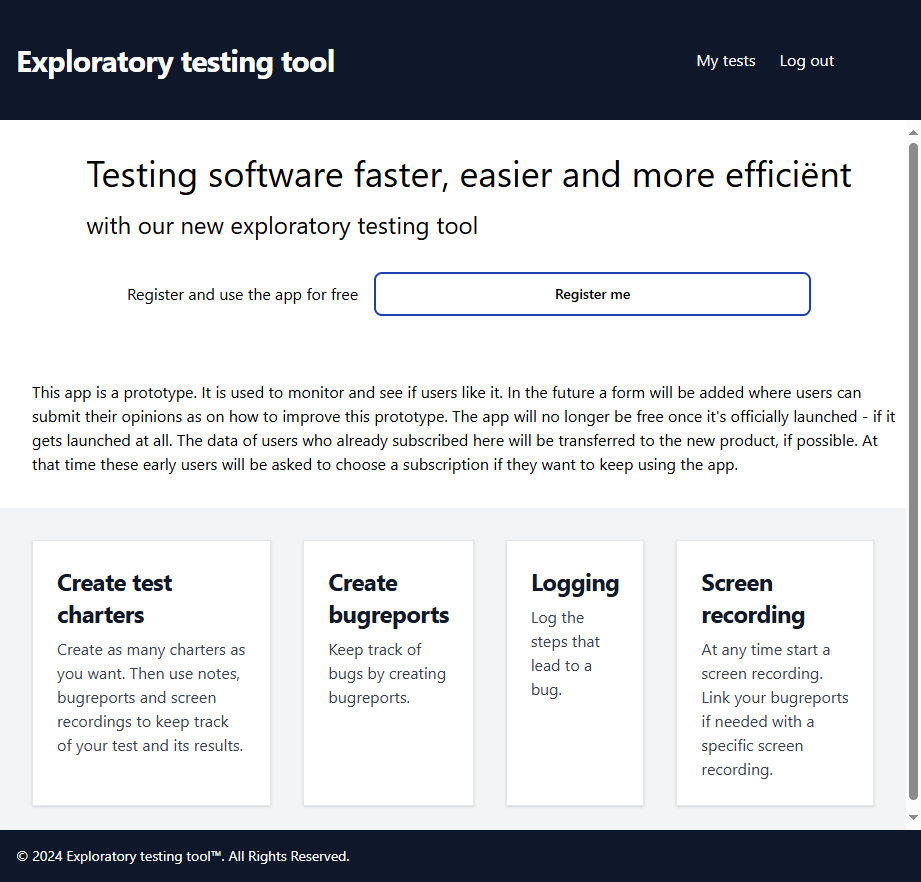 Exploratory testing tool
My tests
Log out
Testing software faster, easier and more efficiënt
with our new exploratory testing tool
Register and use the app for free
Register me
This app is a prototype. It is used to monitor and see if users like it. In the future a form will be added where users can
submit their opinions as on how to improve this prototype. The app will no longer be free once it's officially launched - if it
gets launched at all. The data of users who already subscribed here will be transferred to the new product, if possible. At
that time these early users will be asked to choose a subscription if they want to keep using the app.
Create test
charters
Create as many charters as
you want. Then use notes,
bugreports and screen
recordings to keep track
of your test and its results.
Create
bugreports
Keep track of
bugs by creating
bugreports.
Logging
Log the
steps that
lead to a
bug.
Screen
recording
At any time start a
screen recording.
Link your bugreports
if needed with a
specific screen
recording.
© 2024 Exploratory testing tool™. All Rights Reserved.